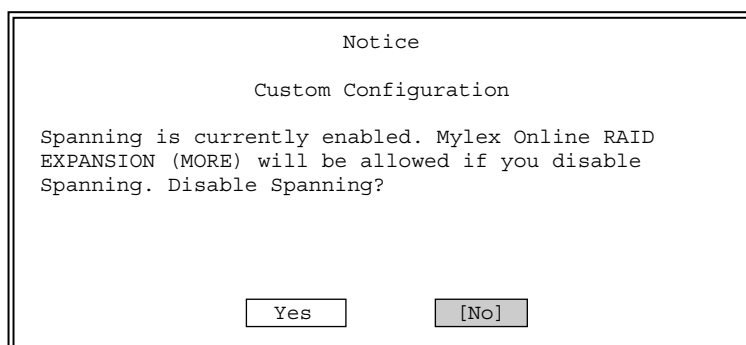 Notice
Custom Configuration
Spanning is currently enabled. Mylex Online RAID
EXPANSION (MORE) will be allowed if you disable
Spanning. Disable Spanning?
Yes [No]